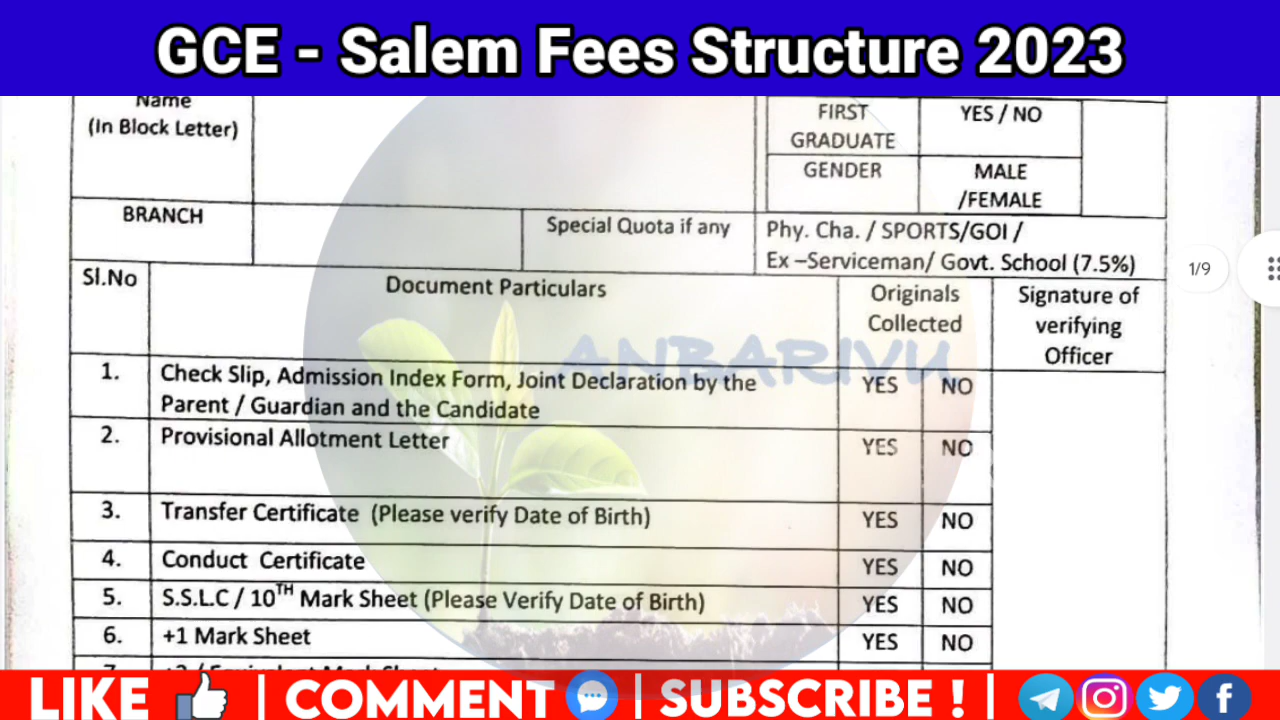 GCE - Salem Fees Structure 2023
Name
(In Block Letter)
FIRST
GRADUATE
YES / NO
GENDER
MALE
/FEMALE
BRANCH
Special Quota if any
Phy. Cha. / SPORTS/GOI /
Ex –Serviceman/ Govt. School (7.5%)
1/9
Sl.No
Document Particulars
Originals
Collected
Signature of
verifying
Officer
ANBARIVU
1. Check Slip, Admission Index Form, Joint Declaration by the
Parent / Guardian and the Candidate
YES NO
2. Provisional Allotment Letter YES NO
3. Transfer Certificate (Please verify Date of Birth) YES NO
4. Conduct Certificate YES NO
5. S.S.L.C / 10TH Mark Sheet (Please Verify Date of Birth) YES NO
6. +1 Mark Sheet YES NO
7. +2 / Equivalent Mark Sheet
LIKE | COMMENT | SUBSCRIBE ! |